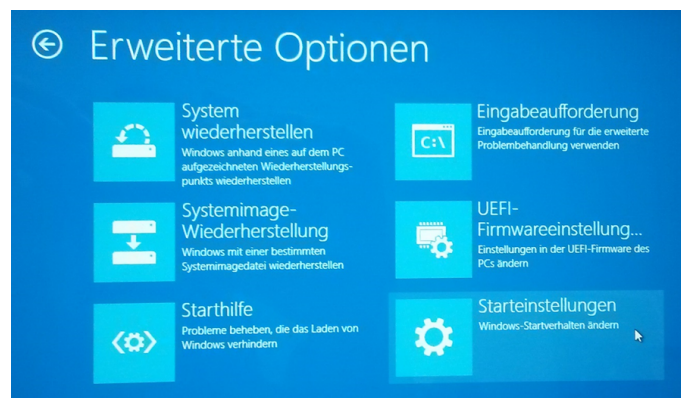 Erweiterte Optionen
System
wiederherstellen
Windows anhand eines auf dem PC
aufgezeichneten Wiederherstellungs-
punkts wiederherstellen
Systemimage-
Wiederherstellung
Windows mit einer bestimmten
Systemimagedatei wiederherstellen
Starthilfe
Probleme beheben, die das Laden von
Windows verhindern
C:\
Eingabeaufforderung
Eingabeaufforderung für die erweiterte
Problembehandlung verwenden
UEFI-
Firmwareeinstellung...
Einstellungen in der UEFI-Firmware des
PCs ändern
Starteinstellungen
Windows-Startverhalten ändern